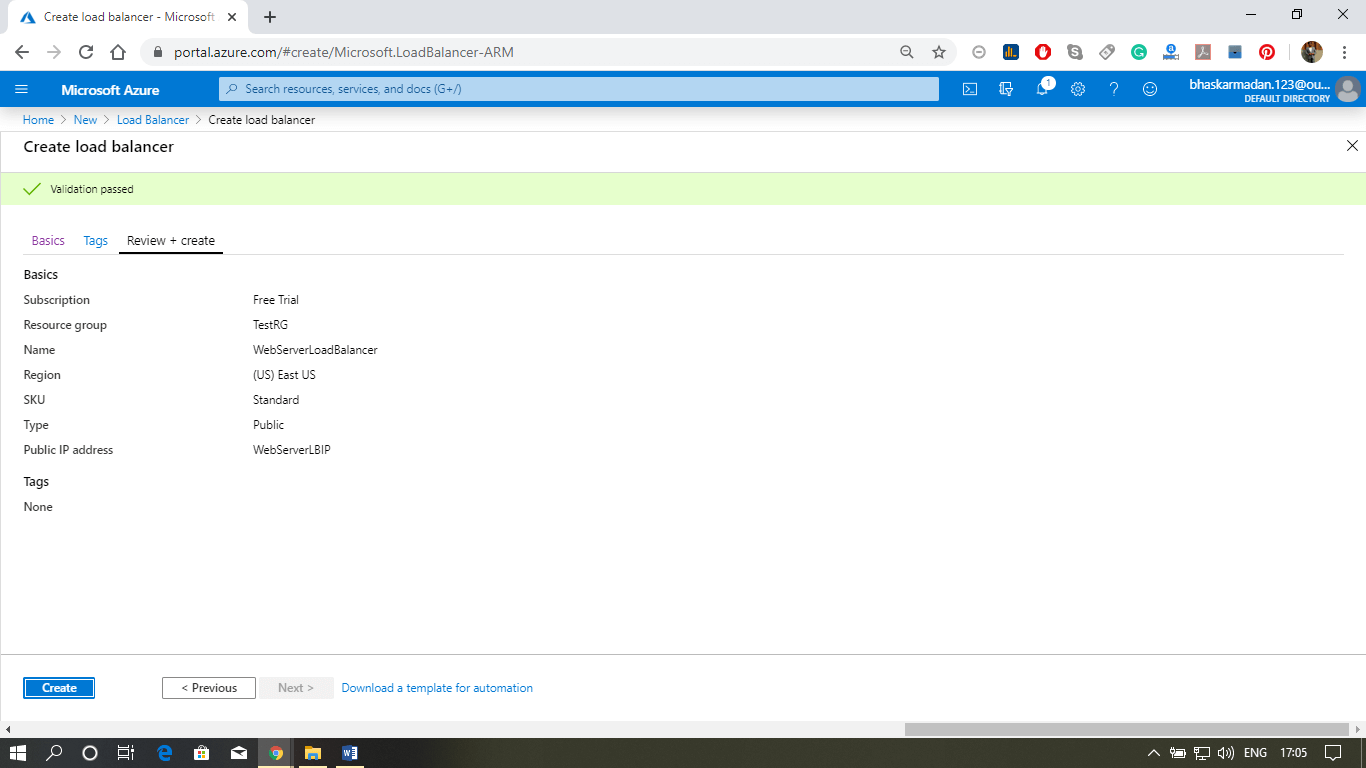 Create load balancer - Microsoft
portal.azure.com/#create/Microsoft.LoadBalancer-ARM
Microsoft Azure
Search resources, services, and docs (G+/)
1
bhaskarmadan.123@ou...
DEFAULT DIRECTORY
Home > New > Load Balancer > Create load balancer
Create load balancer
Validation passed
Basics Tags Review + create
Basics
Subscription Free Trial
Resource group TestRG
Name WebServerLoadBalancer
Region (US) East US
SKU Standard
Type Public
Public IP address WebServerLBIP
Tags
None
Create < Previous Next > Download a template for automation
ENG 17:05